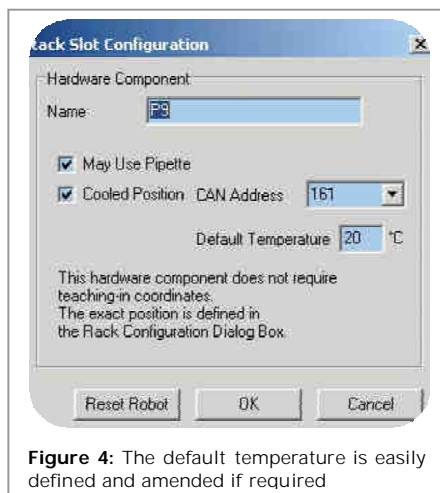 Rack Slot Configuration
Hardware Component
Name P9
May Use Pipette
Cooled Position CAN Address 161
Default Temperature 20 °C
This hardware component does not require
teaching-in coordinates.
The exact position is defined in
the Rack Configuration Dialog Box.
Reset Robot OK Cancel
Figure 4: The default temperature is easily
defined and amended if required